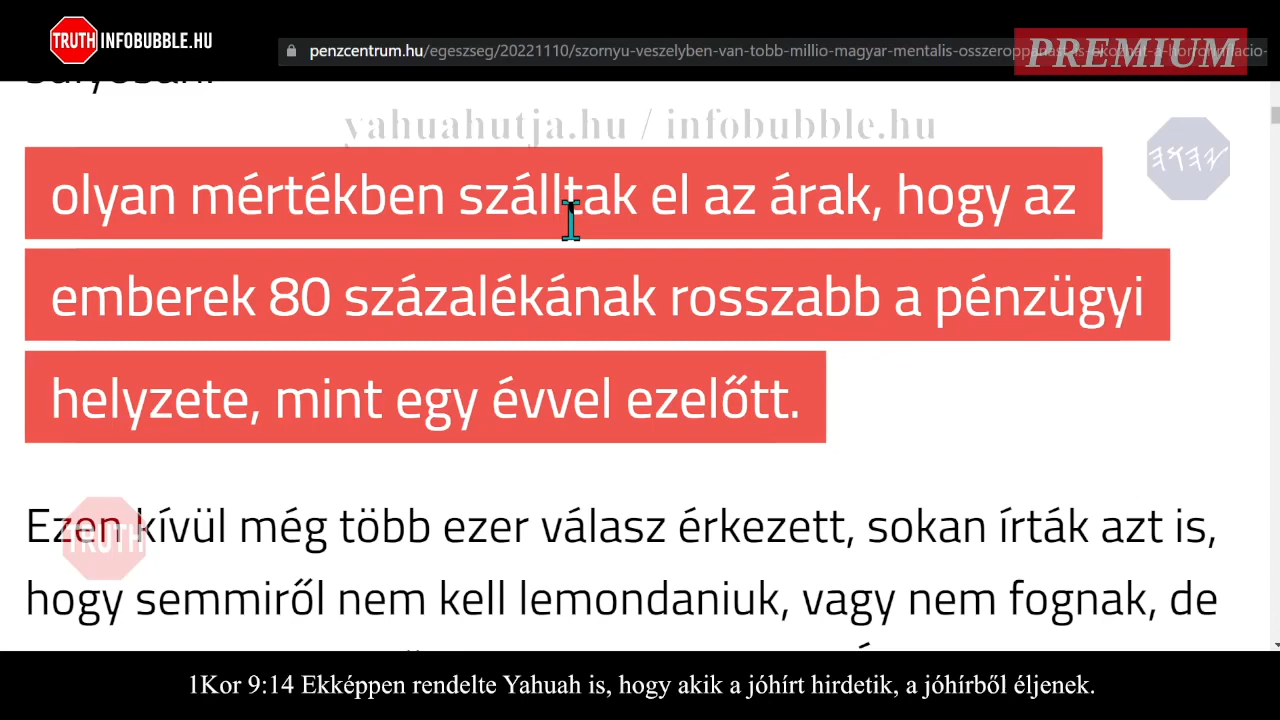 TRUTH INFOBUBBLE.HU
penzcentrum.hu/egeszseg/20221110/szornyu-veszelyben-van-tobb-millio-magyar-mentalis-osszeroppanast
PREMIUM
yahuahutja.hu / infobubble.hu
olyan mértékben szálltak el az árak, hogy az
emberek 80 százalékának rosszabb a pénzügyi
helyzete, mint egy évvel ezelőtt.
Ezen kívül még több ezer válasz érkezett, sokan írták azt is,
TRUTH
hogy semmiről nem kell lemondaniuk, vagy nem fognak, de
1Kor 9:14 Ekképpen rendelte Yahuah is, hogy akik a jóhírt hirdetik, a jóhírből éljenek.